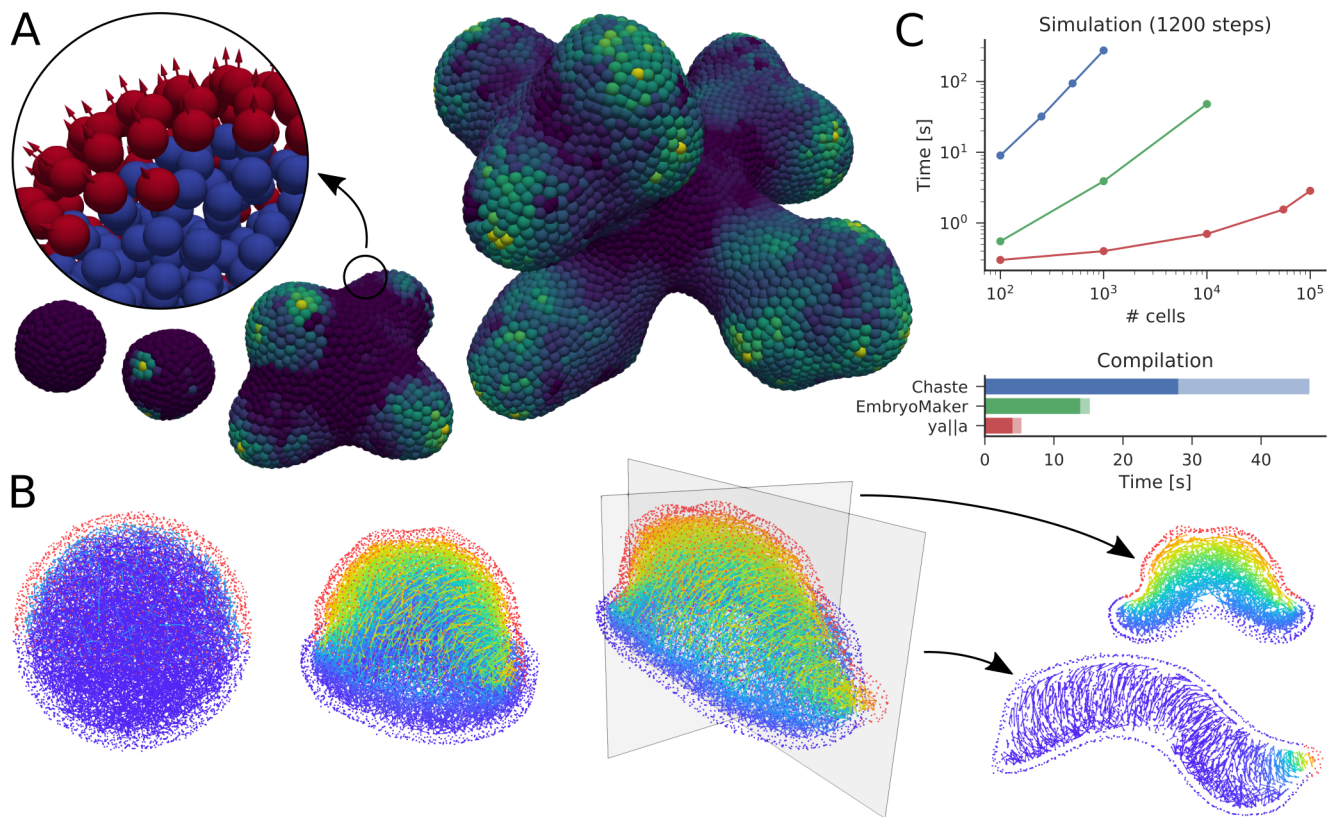 A
C
Simulation (1200 steps)
Time [s]
10²
10¹
10⁰
10² 10³ 10⁴ 10⁵
# cells
Compilation
Chaste
EmbryoMaker
ya||a
0 10 20 30 40
Time [s]
B